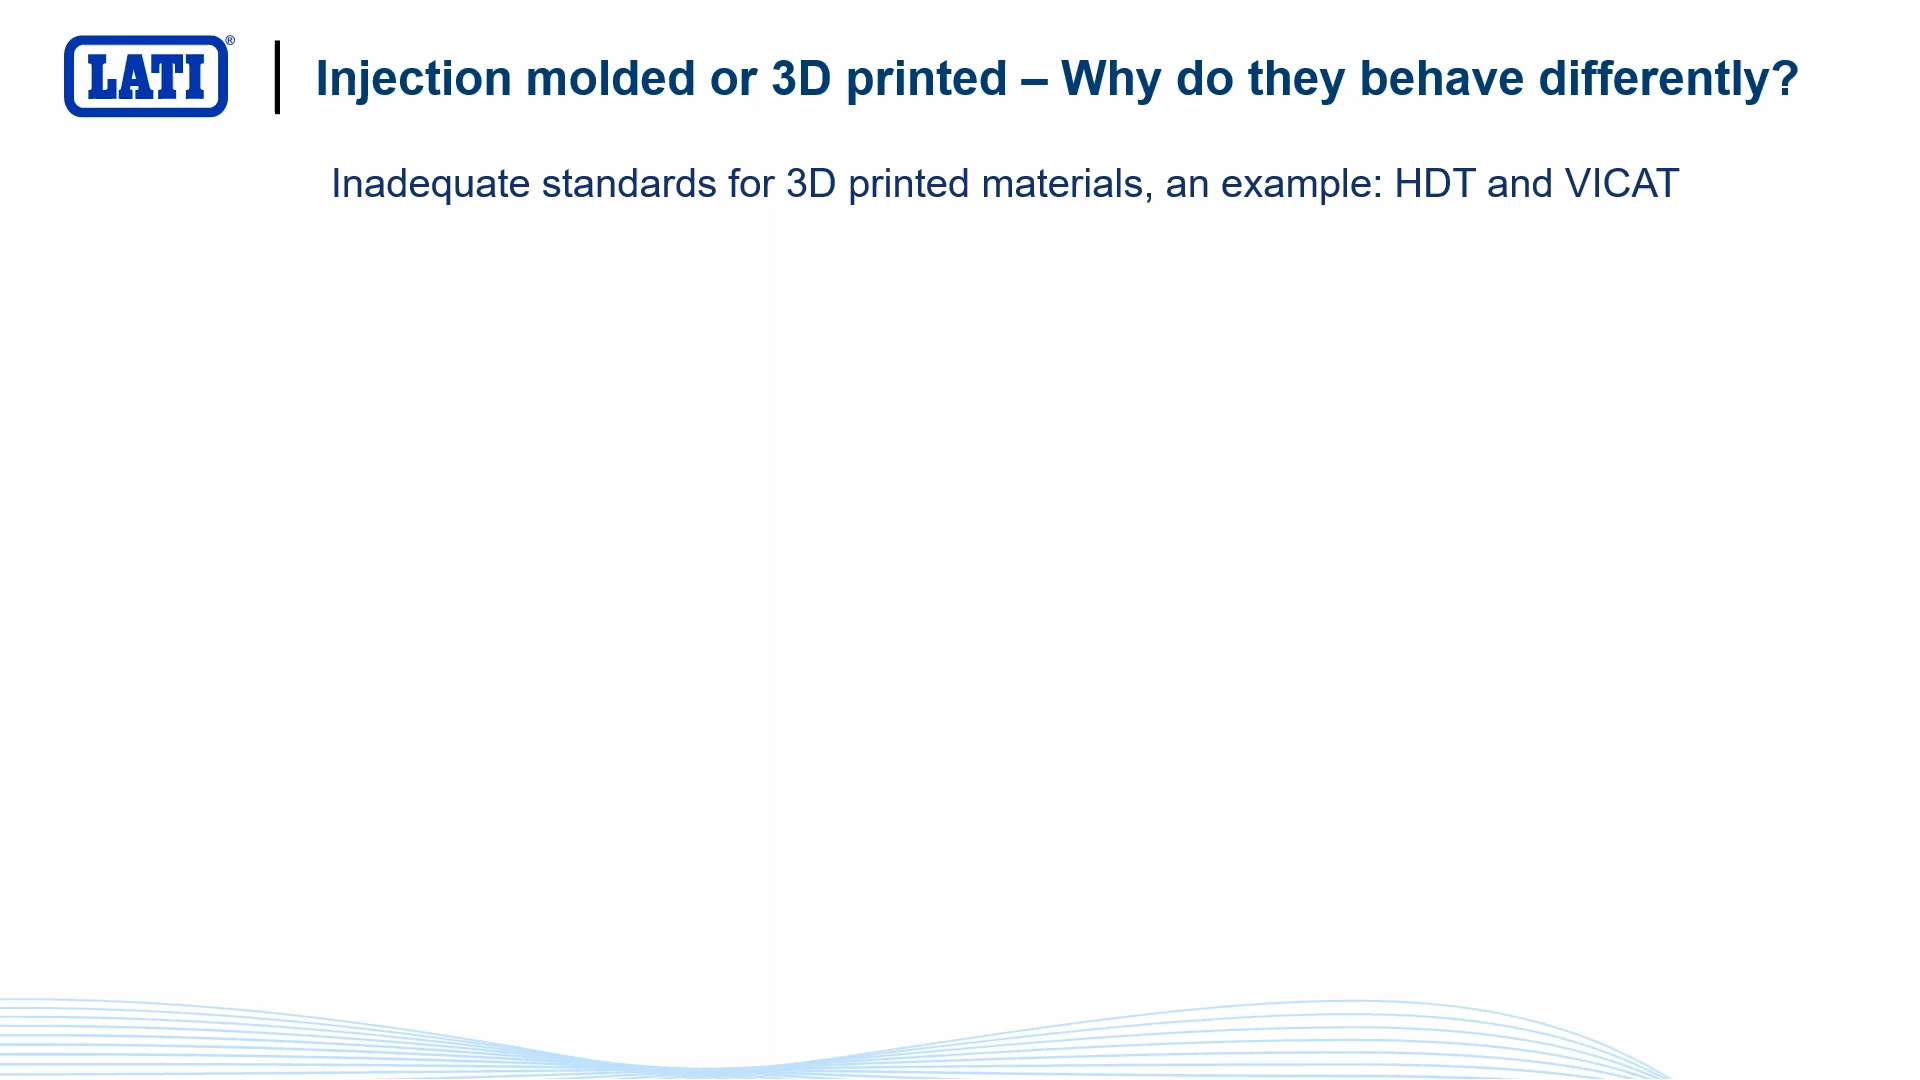 LATI®
Injection molded or 3D printed – Why do they behave differently?
Inadequate standards for 3D printed materials, an example: HDT and VICAT